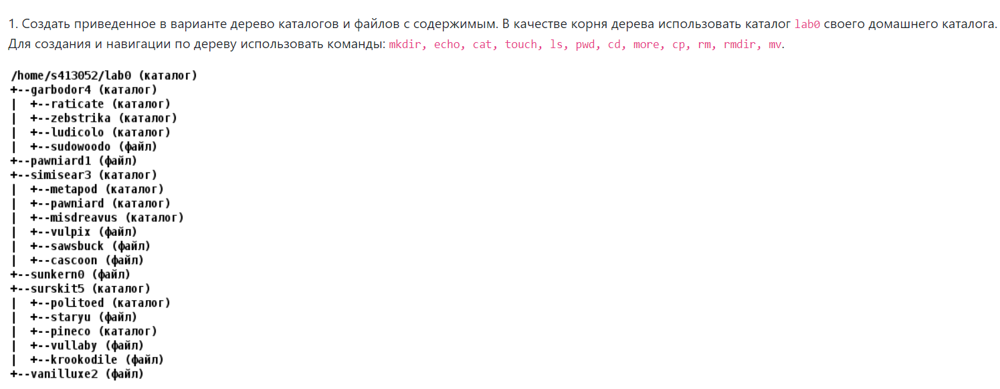 1. Создать приведенное в варианте дерево каталогов и файлов с содержимым. В качестве корня дерева использовать каталог lab0 своего домашнего каталога.
Для создания и навигации по дереву использовать команды: mkdir, echo, cat, touch, ls, pwd, cd, more, cp, rm, rmdir, mv.
/home/s413052/lab0 (каталог)
+--garbodor4 (каталог)
|  +--raticate (каталог)
|  +--zebstrika (каталог)
|  +--ludicolo (каталог)
|  +--sudowoodo (файл)
+--pawniard1 (файл)
+--simisear3 (каталог)
|  +--metapod (каталог)
|  +--pawniard (каталог)
|  +--misdreavus (каталог)
|  +--vulpix (файл)
|  +--sawsbuck (файл)
|  +--cascoon (файл)
+--sunkern0 (файл)
+--surskit5 (каталог)
|  +--politoed (каталог)
|  +--staryu (файл)
|  +--pineco (каталог)
|  +--vullaby (файл)
|  +--krookodile (файл)
+--vanilluxe2 (файл)